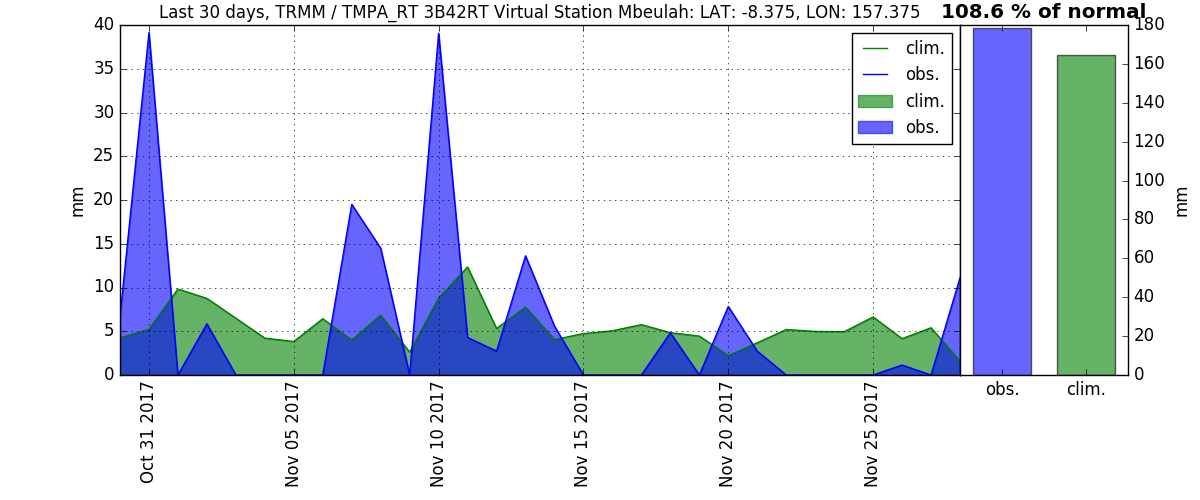 Last 30 days, TRMM / TMPA_RT 3B42RT Virtual Station Mbeulah: LAT: -8.375, LON: 157.375
108.6 % of normal
40
35
30
25
20
15
10
5
0
mm
clim.
obs.
clim.
obs.
Oct 31 2017
Nov 05 2017
Nov 10 2017
Nov 15 2017
Nov 20 2017
Nov 25 2017
180
160
140
120
100
80
60
40
20
0
mm
obs.
clim.